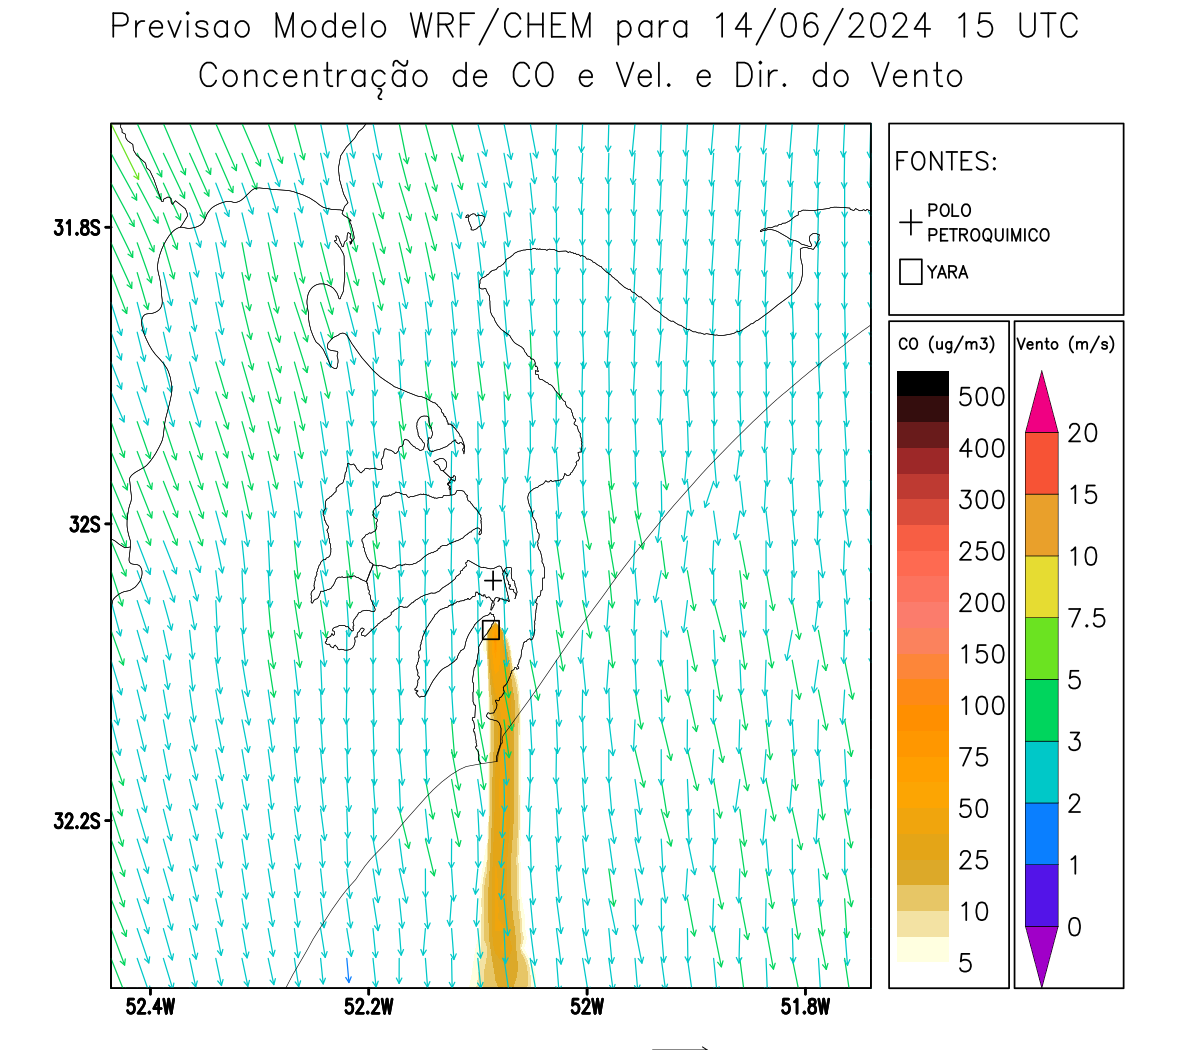 Previsao Modelo WRF/CHEM para 14/06/2024 15 UTC
Concentração de CO e Vel. e Dir. do Vento
FONTES:
POLO
PETROQUIMICO
YARA
31.8S
32S
32.2S
52.4W
52.2W
52W
51.8W
CO (ug/m3)
500
400
300
250
200
150
100
75
50
25
10
5
Vento (m/s)
20
15
10
7.5
5
3
2
1
0